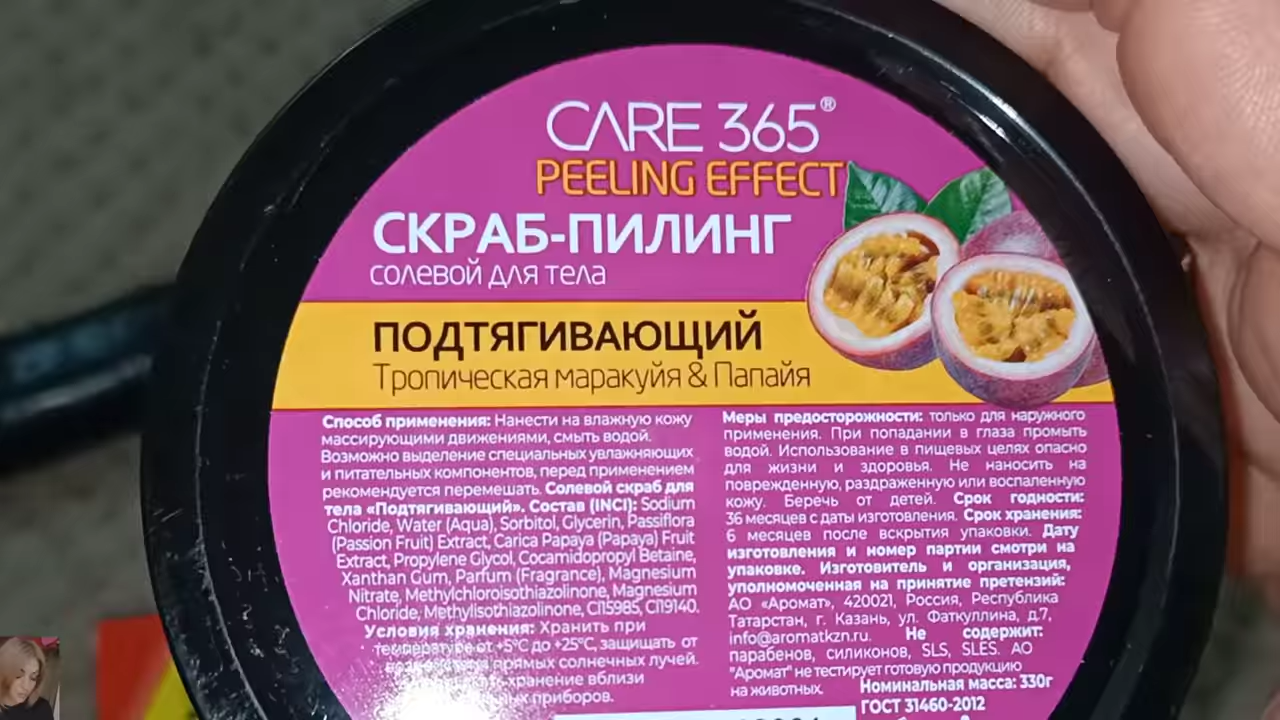 CARE 365®
PEELING EFFECT
СКРАБ-ПИЛИНГ
солевой для тела
ПОДТЯГИВАЮЩИЙ
Тропическая маракуйя & Папайя
Способ применения: Нанести на влажную кожу
массирующими движениями, смыть водой.
Возможно выделение специальных увлажняющих
и питательных компонентов, перед применением
рекомендуется перемешать. Солевой скраб для
тела «Подтягивающий». Состав (INCI): Sodium
Chloride, Water (Aqua), Sorbitol, Glycerin, Passiflora
(Passion Fruit) Extract, Carica Papaya (Papaya) Fruit
Extract, Propylene Glycol, Cocamidopropyl Betaine,
Xanthan Gum, Parfum (Fragrance), Magnesium
Nitrate, Methylchloroisothiazolinone, Magnesium
Chloride, Methylisothiazolinone, CI15985, CI19140.
Условия хранения: Хранить при
температуре от +5°C до +25°C, защищать от
прямых солнечных лучей.
хранение вблизи
приборов.
Меры предосторожности: только для наружного
применения. При попадании в глаза промыть
водой. Использование в пищевых целях опасно
для жизни и здоровья. Не наносить на
поврежденную, раздраженную или воспаленную
кожу. Беречь от детей. Срок годности:
36 месяцев с даты изготовления. Срок хранения:
6 месяцев после вскрытия упаковки. Дату
изготовления и номер партии смотри на
упаковке. Изготовитель и организация,
уполномоченная на принятие претензий:
АО «Аромат», 420021, Россия, Республика
Татарстан, г. Казань, ул. Фаткуллина, д.7,
info@aromatkzn.ru. Не содержит:
парабенов, силиконов, SLS, SLES. АО
"Аромат" не тестирует готовую продукцию
на животных.
Номинальная масса: 330г
ГОСТ 31460-2012